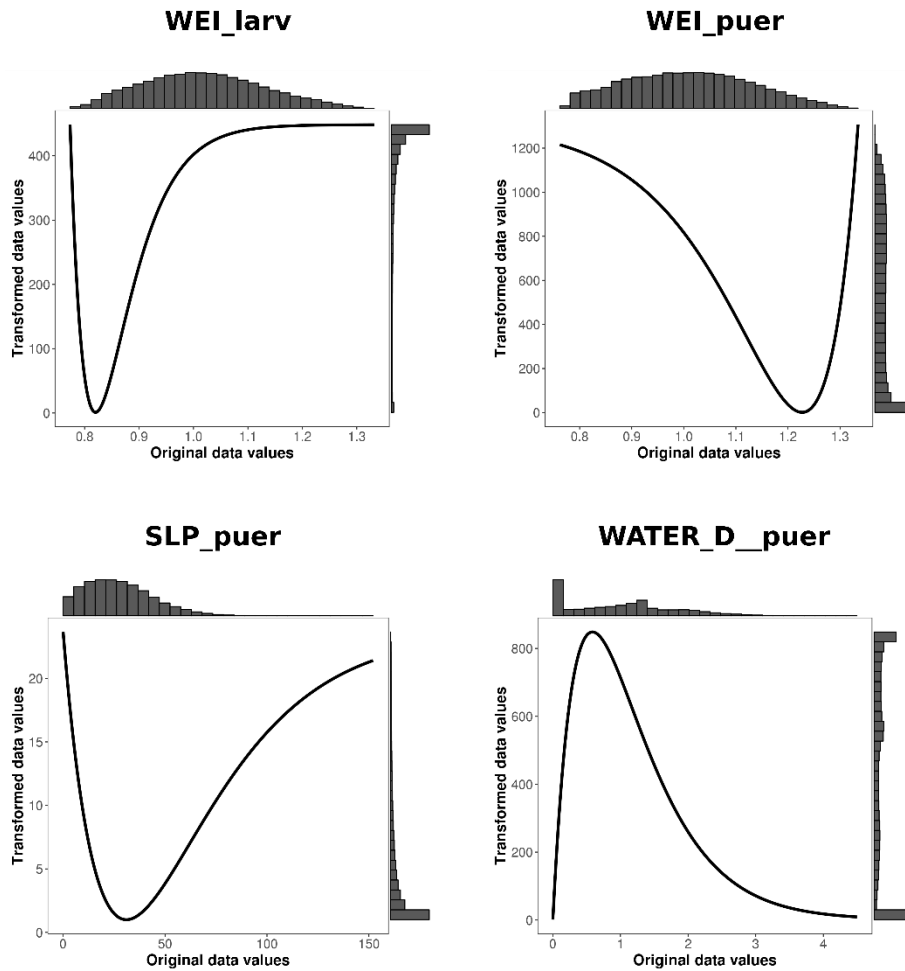 WEI_larv
WEI_puer
400
300
200
100
0
Transformed data values
0.8 0.9 1.0 1.1 1.2 1.3
Original data values
1200
1000
800
600
400
200
0
Transformed data values
0.8 0.9 1.0 1.1 1.2 1.3
Original data values
SLP_puer
WATER_D__puer
20
15
10
5
0
Transformed data values
0 50 100 150
Original data values
800
600
400
200
0
Transformed data values
0 1 2 3 4
Original data values